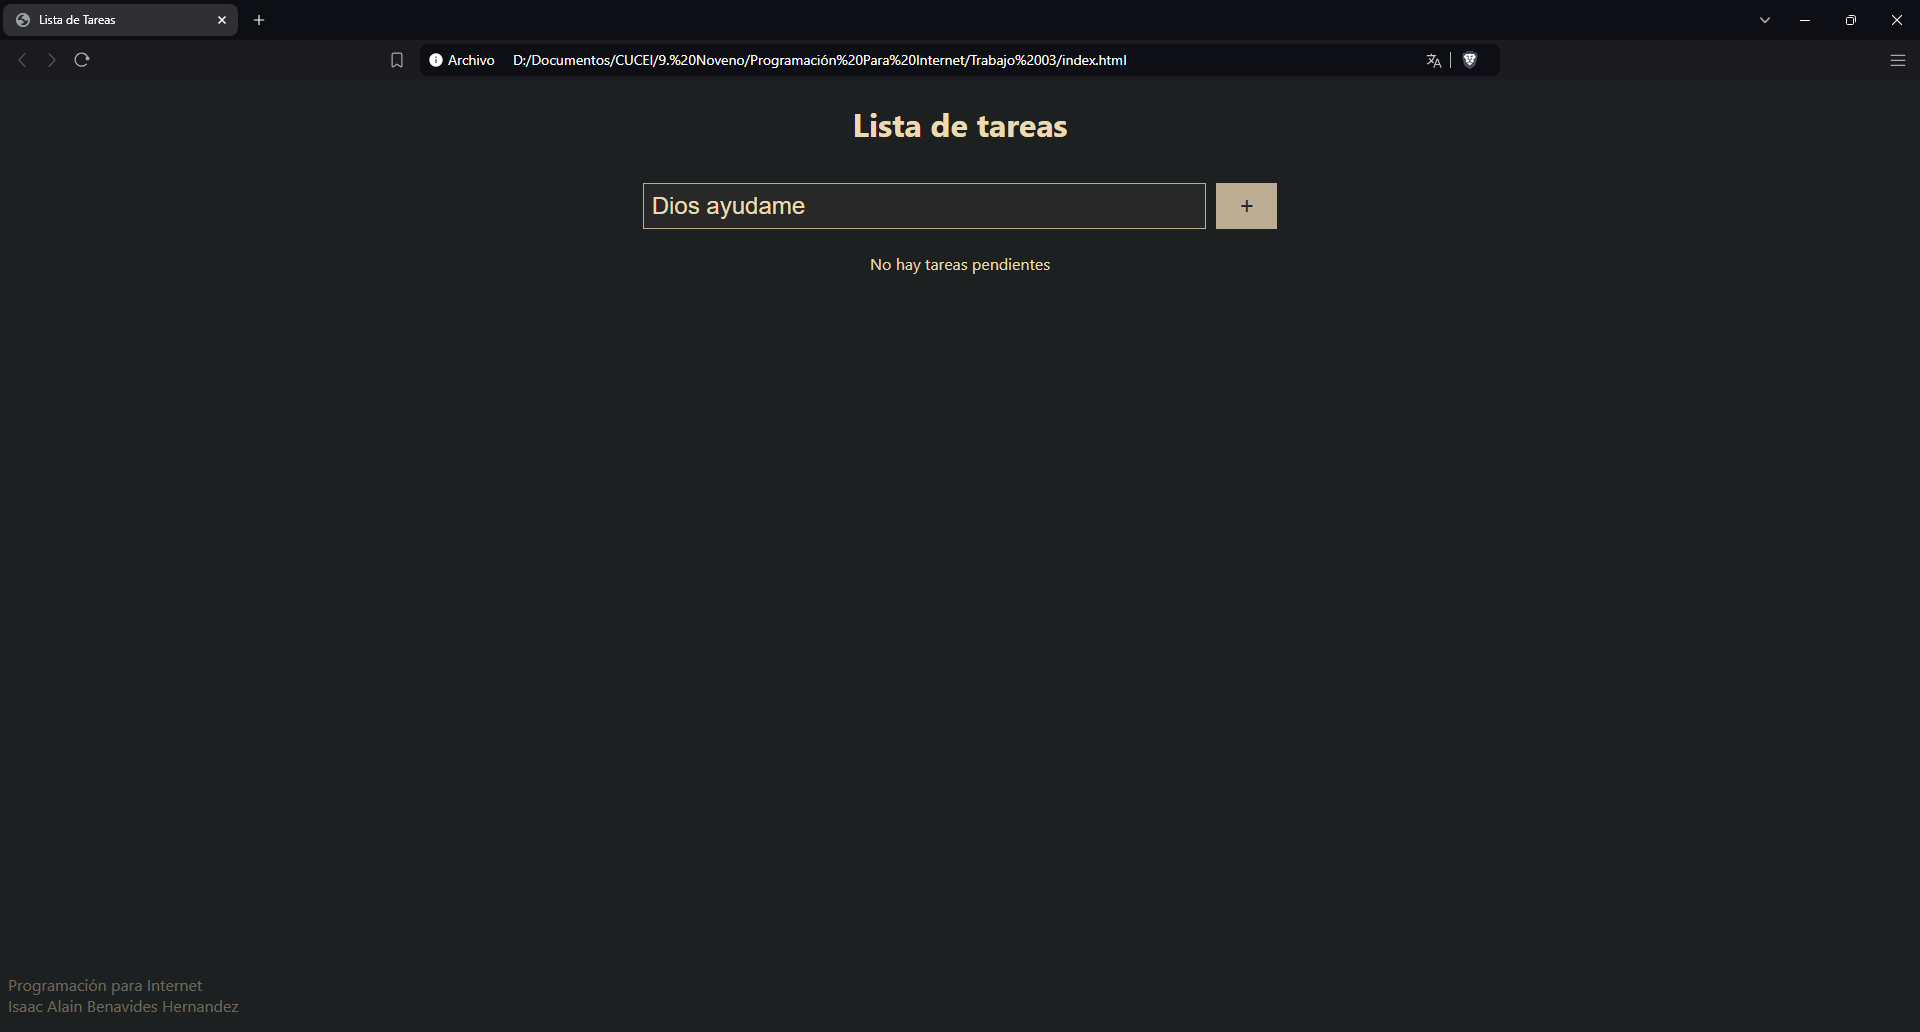 Lista de Tareas
Archivo D:/Documentos/CUCEI/9.%20Noveno/Programación%20Para%20Internet/Trabajo%2003/index.html
Lista de tareas
Dios ayudame
+
No hay tareas pendientes
Programación para Internet
Isaac Alain Benavides Hernandez